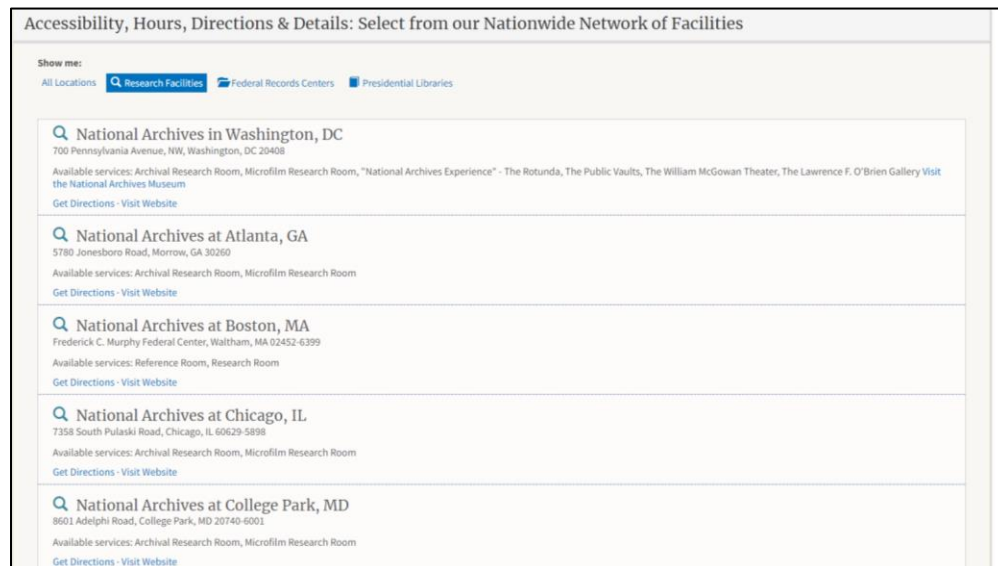 Accessibility, Hours, Directions & Details: Select from our Nationwide Network of Facilities
Show me:
All Locations Research Facilities Federal Records Centers Presidential Libraries
National Archives in Washington, DC
700 Pennsylvania Avenue, NW, Washington, DC 20408
Available services: Archival Research Room, Microfilm Research Room, "National Archives Experience" - The Rotunda, The Public Vaults, The William McGowan Theater, The Lawrence F. O'Brien Gallery Visit
the National Archives Museum
Get Directions - Visit Website
National Archives at Atlanta, GA
5780 Jonesboro Road, Morrow, GA 30260
Available services: Archival Research Room, Microfilm Research Room
Get Directions - Visit Website
National Archives at Boston, MA
Frederick C. Murphy Federal Center, Waltham, MA 02452-6399
Available services: Reference Room, Research Room
Get Directions - Visit Website
National Archives at Chicago, IL
7358 South Pulaski Road, Chicago, IL 60629-5898
Available services: Archival Research Room, Microfilm Research Room
Get Directions - Visit Website
National Archives at College Park, MD
8601 Adelphi Road, College Park, MD 20740-6001
Available services: Archival Research Room, Microfilm Research Room
Get Directions - Visit Website